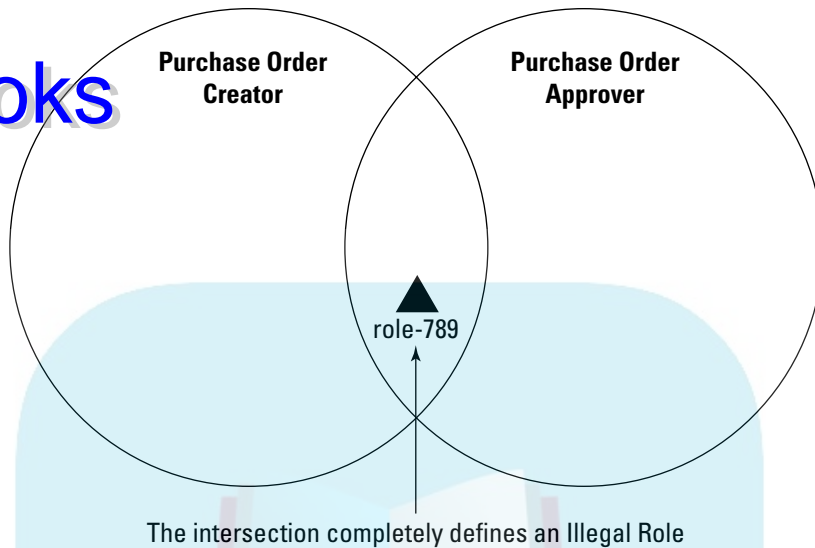 Purchase Order
Creator
Purchase Order
Approver
oks
role-789
The intersection completely defines an Illegal Role